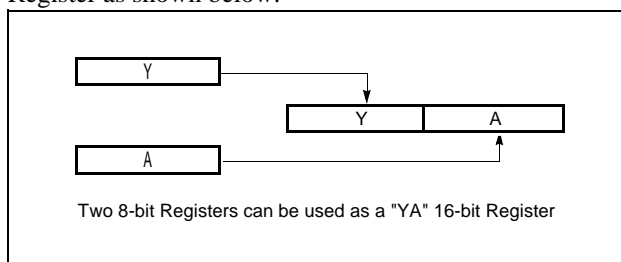 Register as shown below.
Y
Y A
A
Two 8-bit Registers can be used as a "YA" 16-bit Register